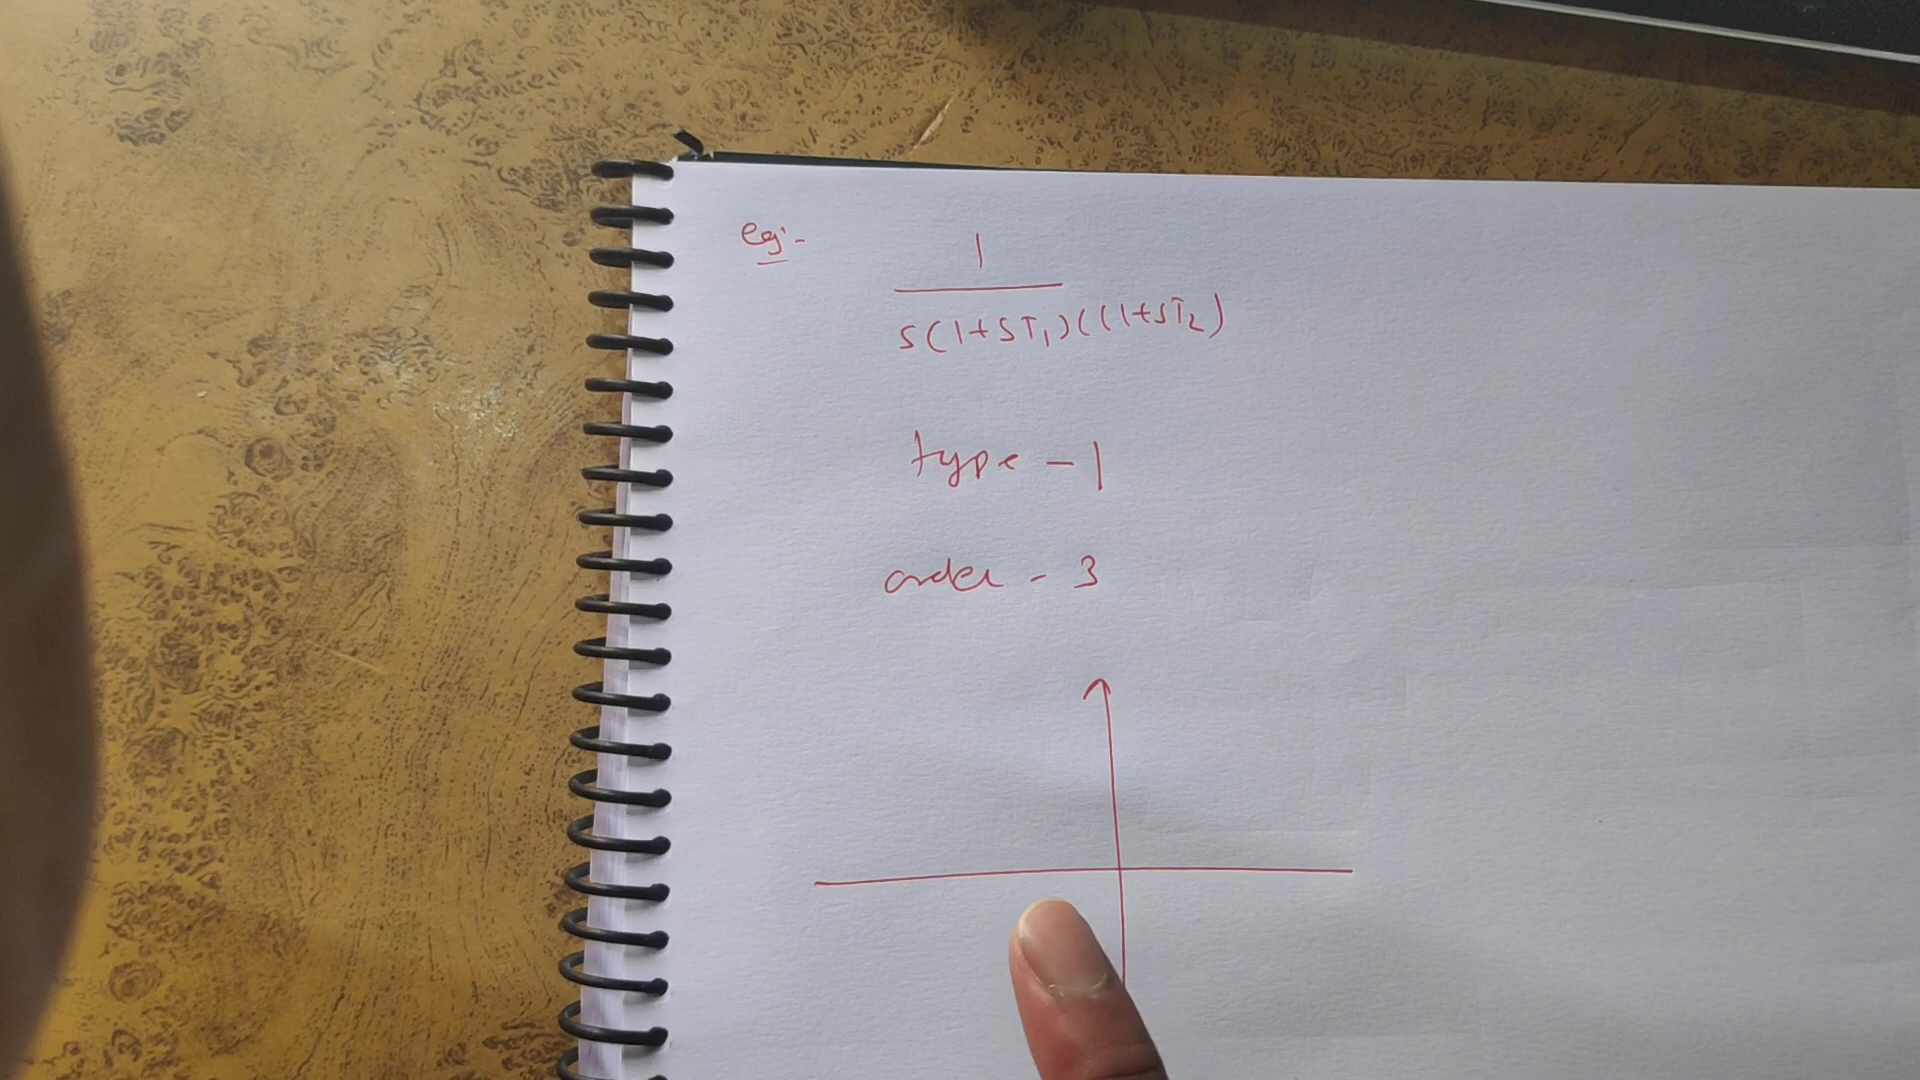 eg:-
1
s(1+ST₁)((1+ST₂)
type - 1
order - 3